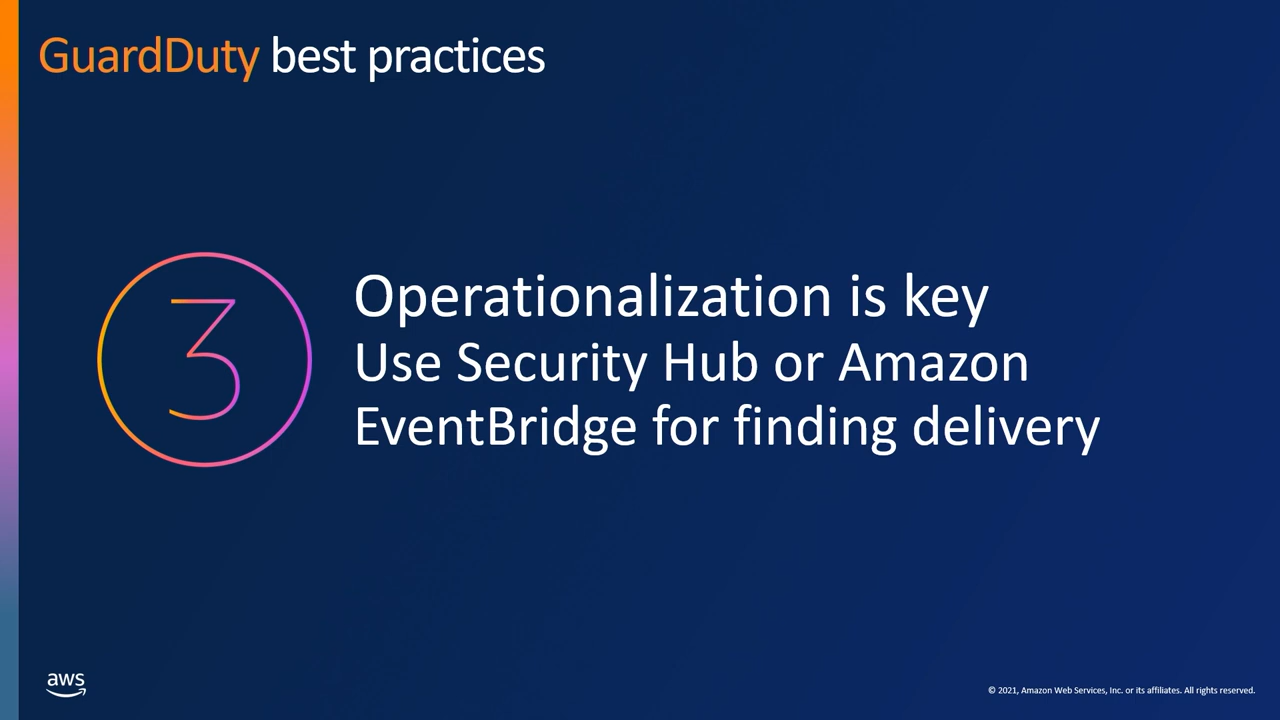 GuardDuty best practices
3
Operationalization is key
Use Security Hub or Amazon
EventBridge for finding delivery
aws
© 2021, Amazon Web Services, Inc. or its affiliates. All rights reserved.